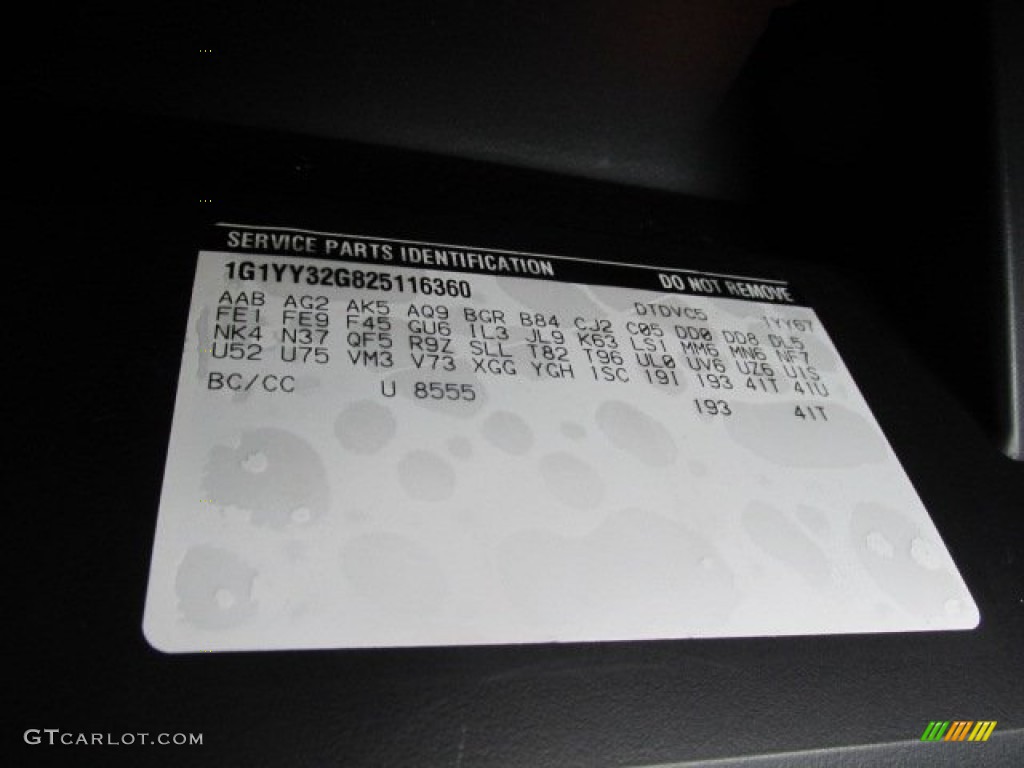 SERVICE PARTS IDENTIFICATION DO NOT REMOVE
1G1YY32G825116360
DTDVC5 1YY67
AAB AG2 AK5 AQ9 BGR B84 CJ2 C05 DD0 DD8 DL5
FE1 FE9 F45 GU6 IL3 JL9 K63 LS1 MM6 MN6 NF7
NK4 N37 QF5 R9Z SLL T82 T96 UL0 UV6 UZ6 U1S
U52 U75 VM3 V73 XGG YGH 1SC 19I 193 41T 41U
BC/CC U 8555
193 41T
GTCARLOT.COM